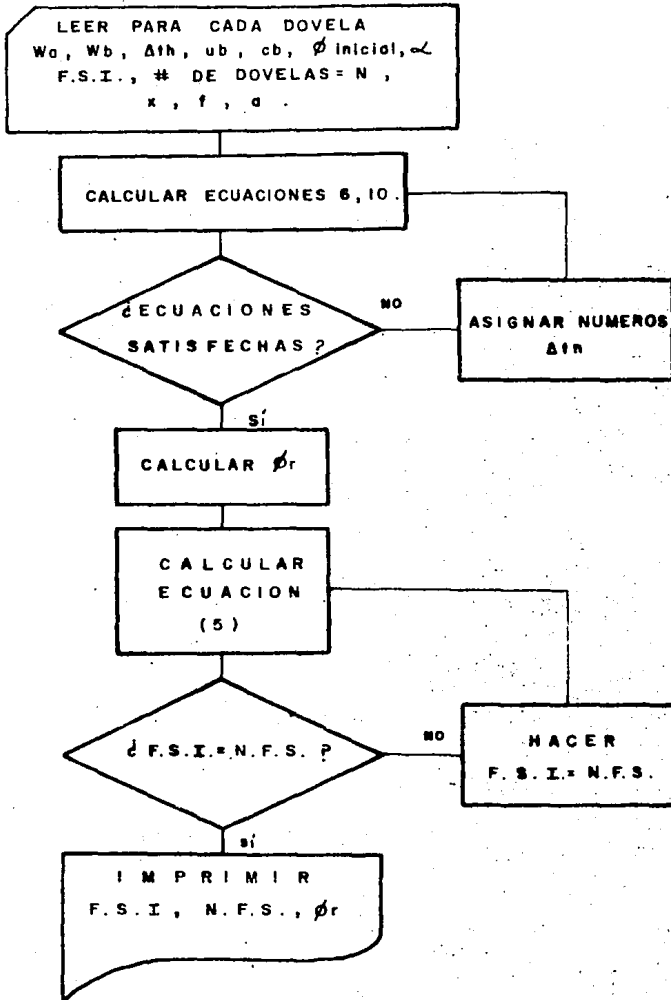 LEER PARA CADA DOVELA
Wa, Wb, Δth, ub, cb, Ø inicial, α
F.S.I., # DE DOVELAS = N,
x, f, a.
CALCULAR ECUACIONES 6,10.
¿ECUACIONES
SATISFECHAS?
NO
ASIGNAR NUMEROS
Δtn
Sí
CALCULAR Ør
CALCULAR
ECUACION
(5)
¿F.S.I.= N.F.S.?
NO
HACER
F.S.I.= N.F.S.
sí
IMPRIMIR
F.S.I, N.F.S., Ør